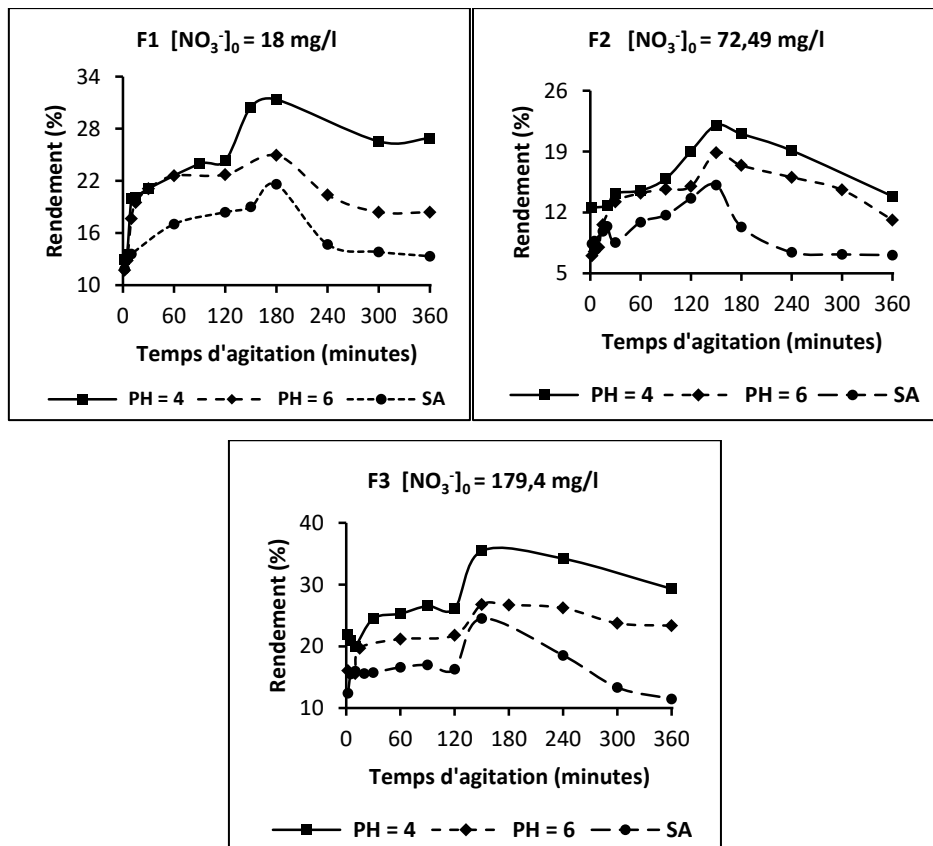 F1 [NO₃⁻]₀ = 18 mg/l
34
28
22
16
10
Rendement (%)
0 60 120 180 240 300 360
Temps d'agitation (minutes)
PH = 4 PH = 6 SA
F2 [NO₃⁻]₀ = 72,49 mg/l
26
19
12
5
Rendement (%)
0 60 120 180 240 300 360
Temps d'agitation (minutes)
PH = 4 PH = 6 SA
F3 [NO₃⁻]₀ = 179,4 mg/l
40
30
20
10
Rendement (%)
0 60 120 180 240 300 360
Temps d'agitation (minutes)
PH = 4 PH = 6 SA